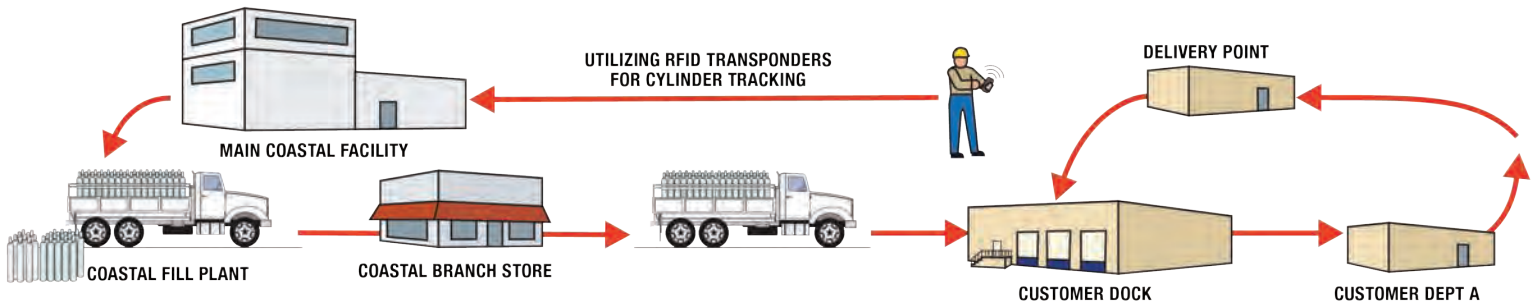 UTILIZING RFID TRANSPONDERS
FOR CYLINDER TRACKING
DELIVERY POINT
MAIN COASTAL FACILITY
COASTAL FILL PLANT
COASTAL BRANCH STORE
CUSTOMER DOCK
CUSTOMER DEPT A